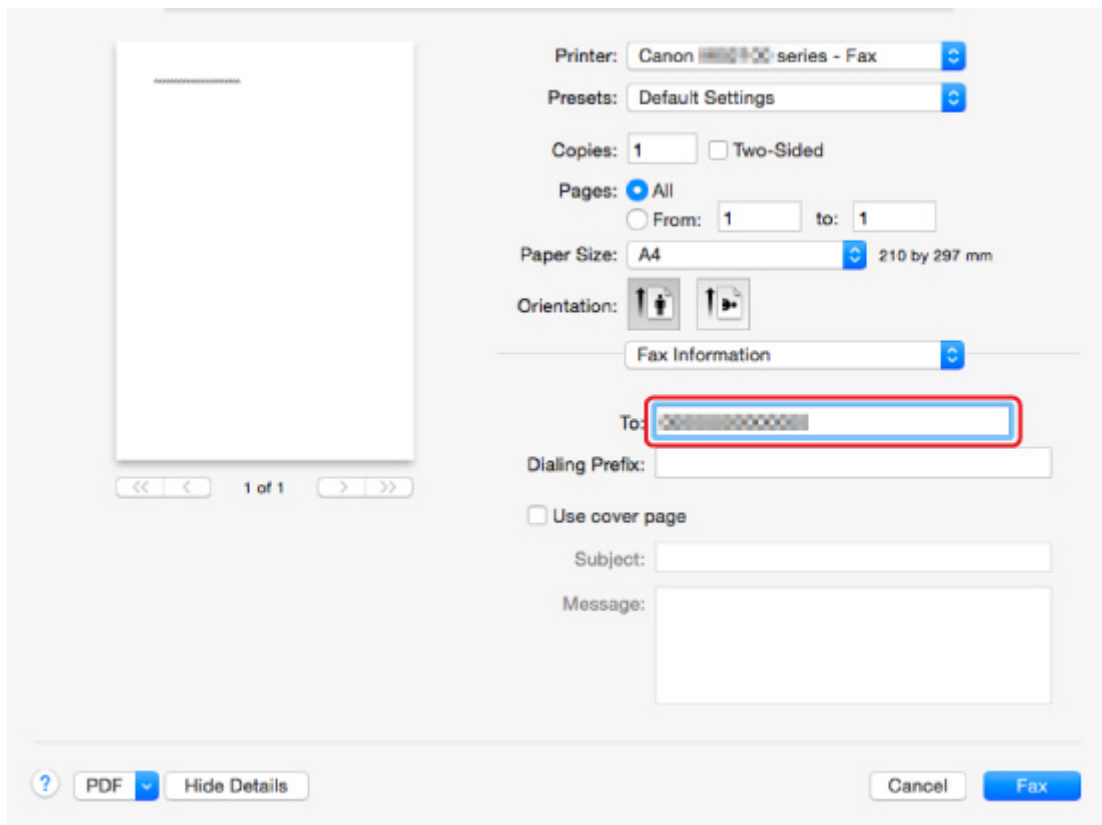 Printer: Canon series - Fax
Presets: Default Settings
Copies: 1 Two-Sided
Pages: All
From: 1 to: 1
Paper Size: A4 210 by 297 mm
Orientation:
Fax Information
To:
Dialing Prefix:
1 of 1
Use cover page
Subject:
Message:
? PDF Hide Details Cancel Fax